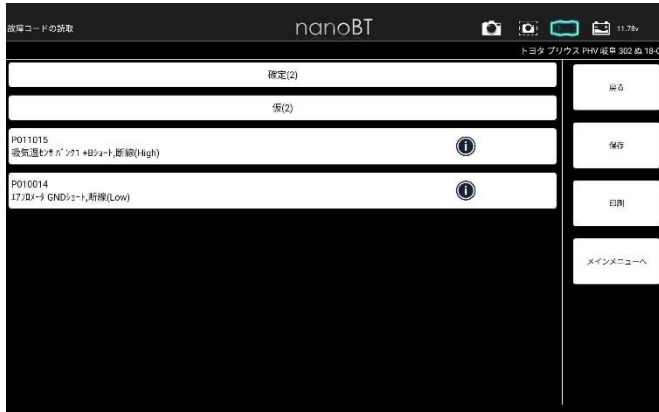 故障コードの読取
nanoBT
11.78v
トヨタ プリウス PHV 岐阜 302 ぬ 18-0
確定(2)
仮(2)
P011015
吸気温ｾﾝｻ ﾊﾞﾝｸ1 +Bｼｮｰﾄ,断線(High)
P010014
ｴｱﾌﾛﾒｰﾀ GNDｼｮｰﾄ,断線(Low)
戻る
保存
印刷
メインメニューへ